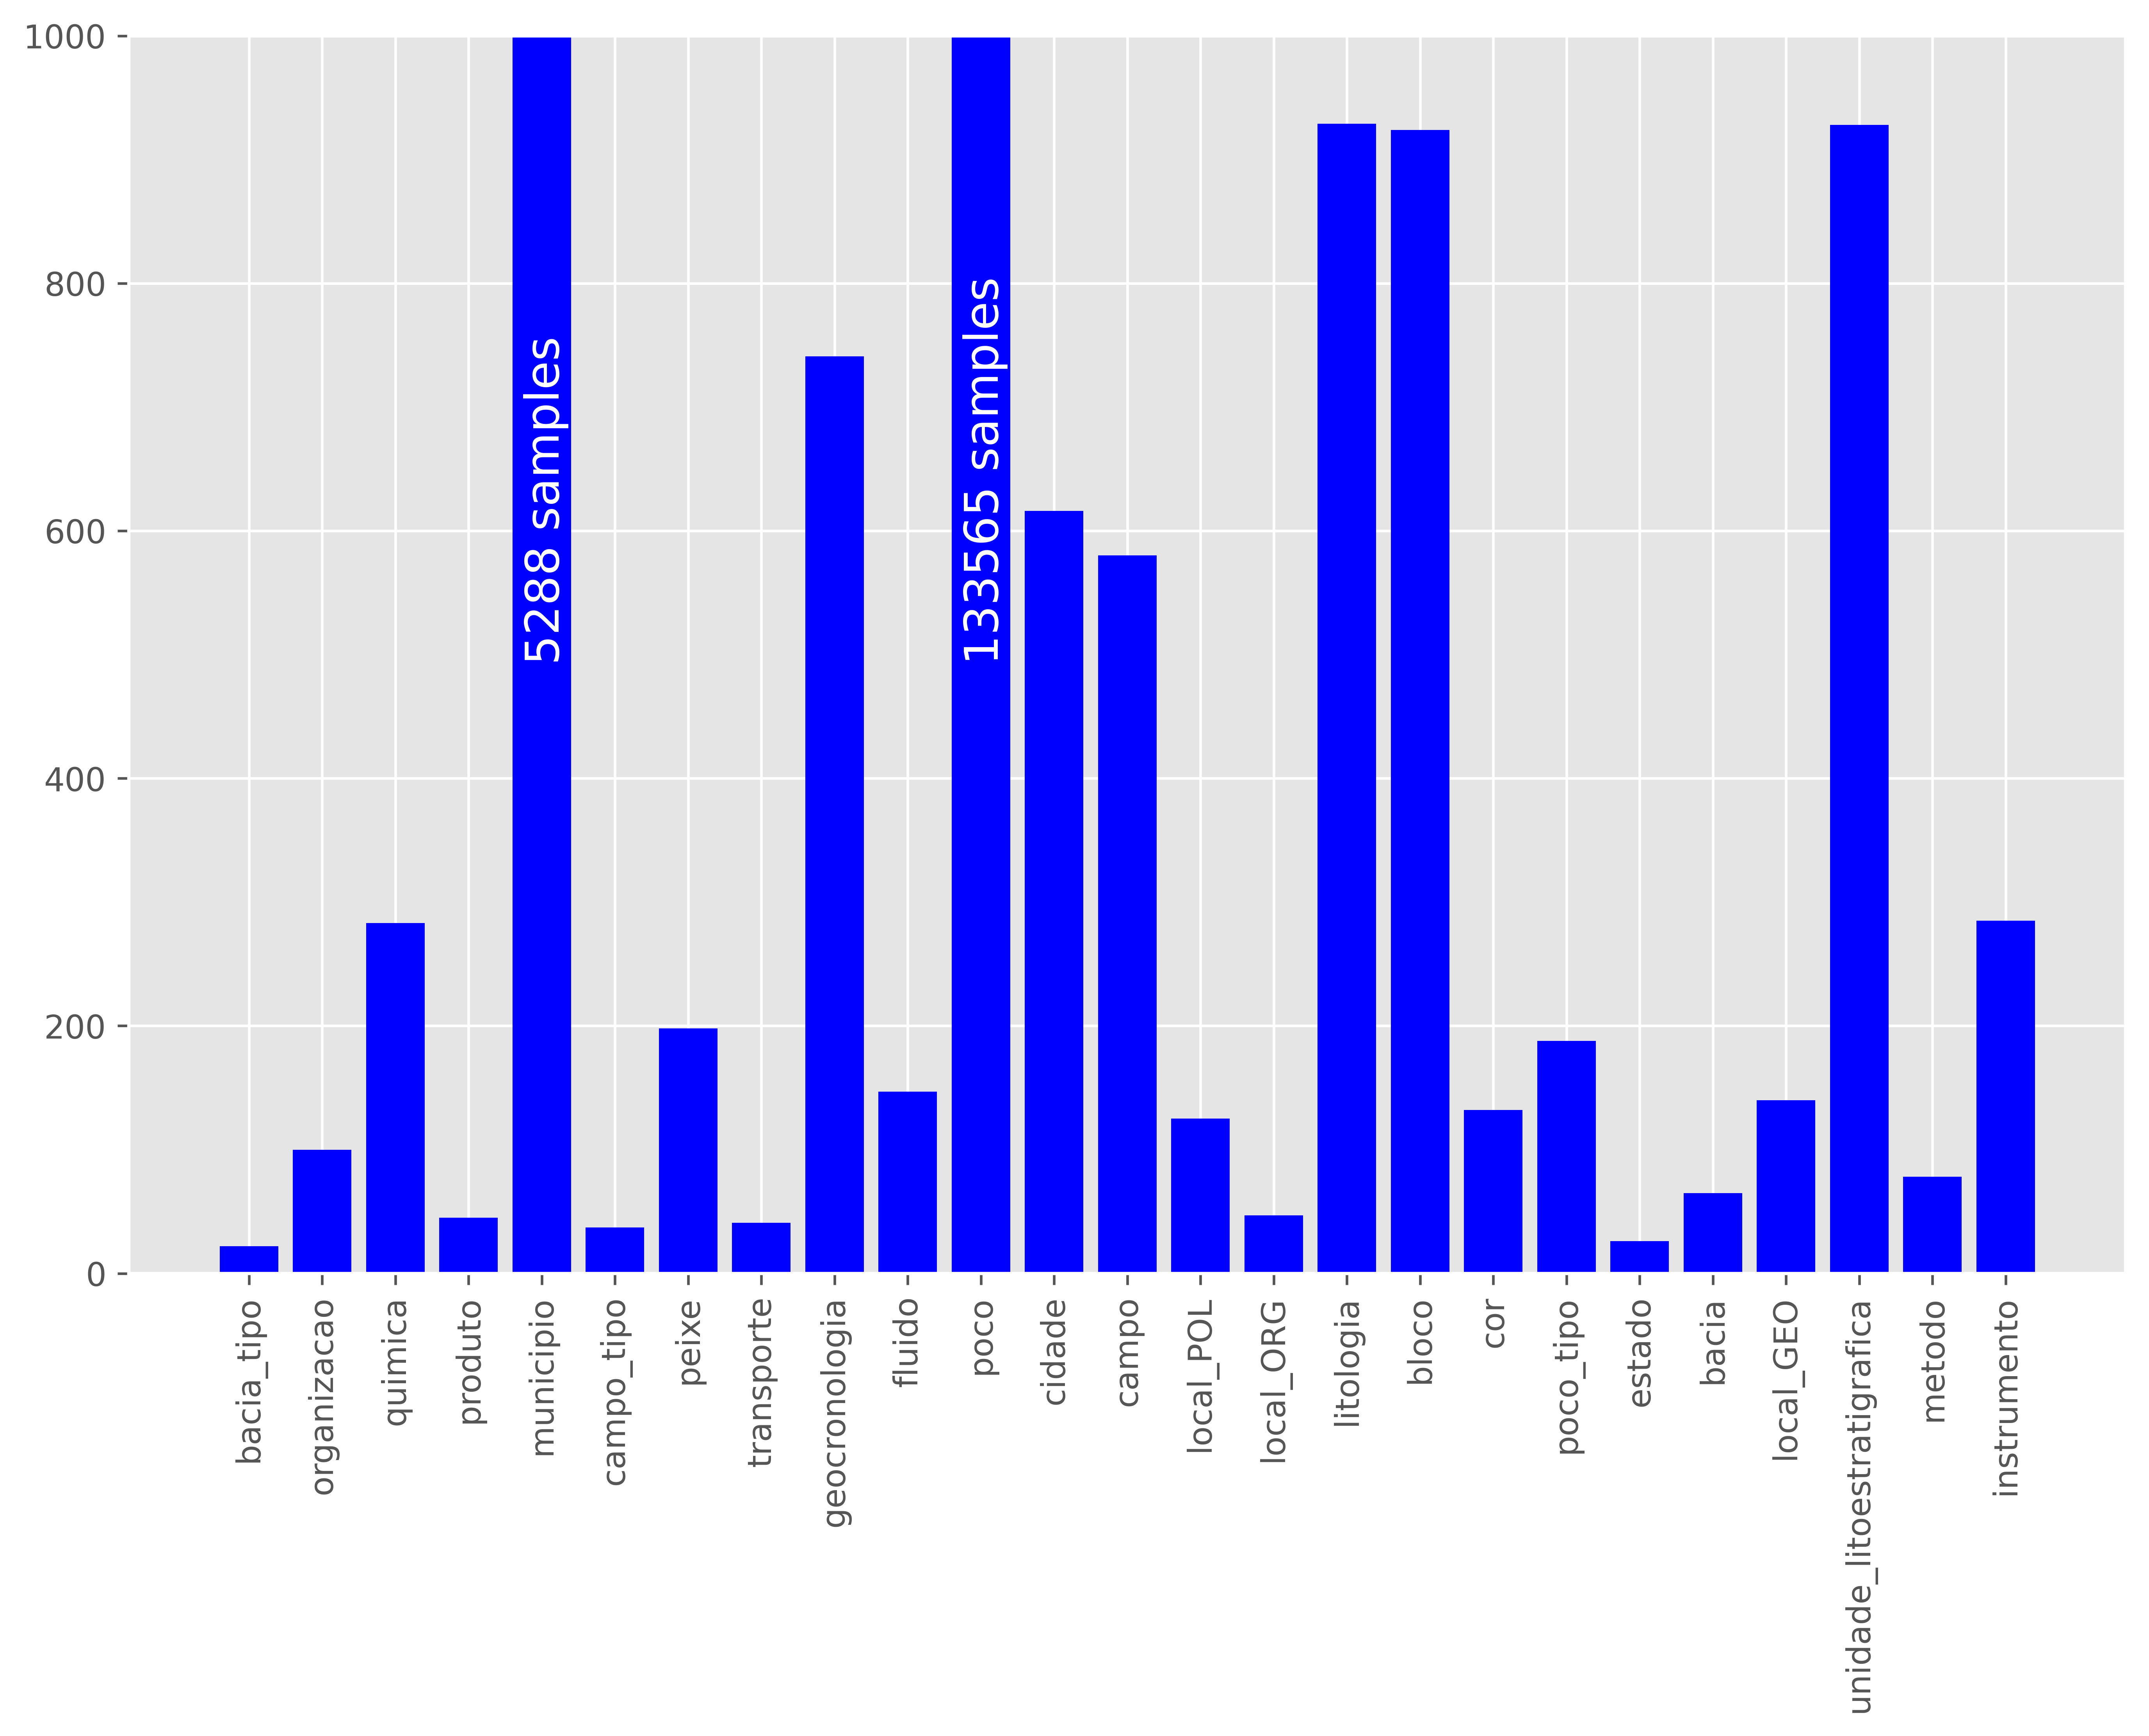 1000
800
600
400
200
0
5288 samples
133565 samples
bacia_tipo
organizacao
quimica
produto
municipio
campo_tipo
peixe
transporte
geocronologia
fluido
poco
cidade
campo
local_POL
local_ORG
litologia
bloco
cor
poco_tipo
estado
bacia
local_GEO
unidade_litoestratigrafica
metodo
instrumento